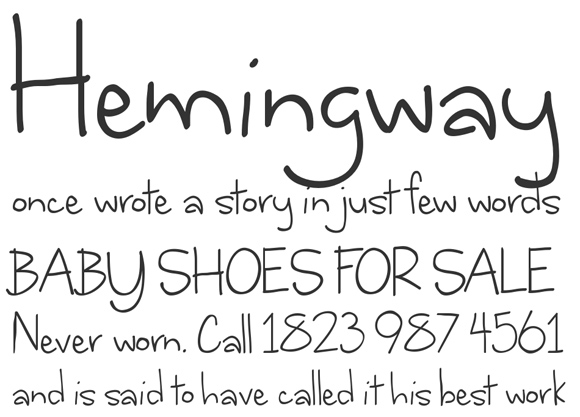 Hemingway
once wrote a story in just few words
BABY SHOES FOR SALE
Never worn. Call 1823 987 4561
and is said to have called it his best work